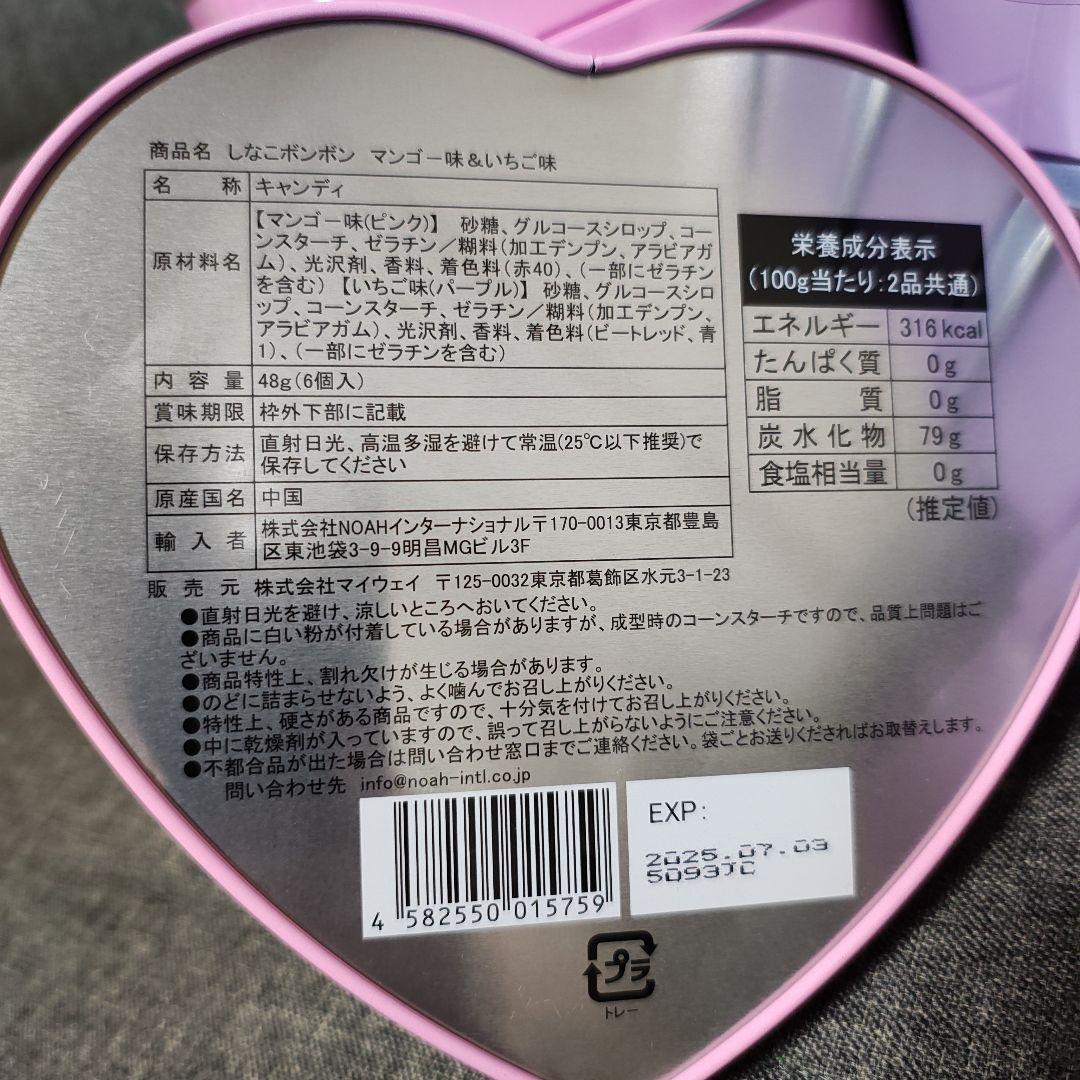 商品名 しなこボンボン マンゴー味&いちご味
名称 キャンディ
原材料名 【マンゴー味(ピンク)】 砂糖、グルコースシロップ、コー
ンスターチ、ゼラチン／糊料(加工デンプン、アラビアガ
ム)、光沢剤、香料、着色料(赤40)、(一部にゼラチン
を含む)【いちご味(パープル)】 砂糖、グルコースシロ
ップ、コーンスターチ、ゼラチン／糊料(加工デンプン、
アラビアガム)、光沢剤、香料、着色料(ビートレッド、青
1)、(一部にゼラチンを含む)
内容量 48g(6個入)
賞味期限 枠外下部に記載
保存方法 直射日光、高温多湿を避けて常温(25℃以下推奨)で
保存してください
原産国名 中国
輸入者 株式会社NOAHインターナショナル〒170-0013東京都豊島
区東池袋3-9-9明昌MGビル3F
販売元 株式会社マイウェイ 〒125-0032東京都葛飾区水元3-1-23
栄養成分表示
(100g当たり:2品共通)
エネルギー 316kcal
たんぱく質 0g
脂質 0g
炭水化物 79g
食塩相当量 0g
(推定値)
●直射日光を避け、涼しいところへおいてください。
●商品に白い粉が付着している場合がありますが、成型時のコーンスターチですので、品質上問題はご
ざいません。
●商品特性上、割れ欠けが生じる場合があります。
●のどに詰まらせないよう、よく噛んでお召し上がりください。
●特性上、硬さがある商品ですので、十分気を付けてお召し上がりください。
●中に乾燥剤が入っていますので、誤って召し上がらないようにご注意ください。
●不都合品が出た場合は問い合わせ窓口までご連絡ください。袋ごとお送りくださればお取替えします。
問い合わせ先 info@noah-intl.co.jp
4 582550 015759
EXP:
2025.07.03
5093JC
プラ
トレー